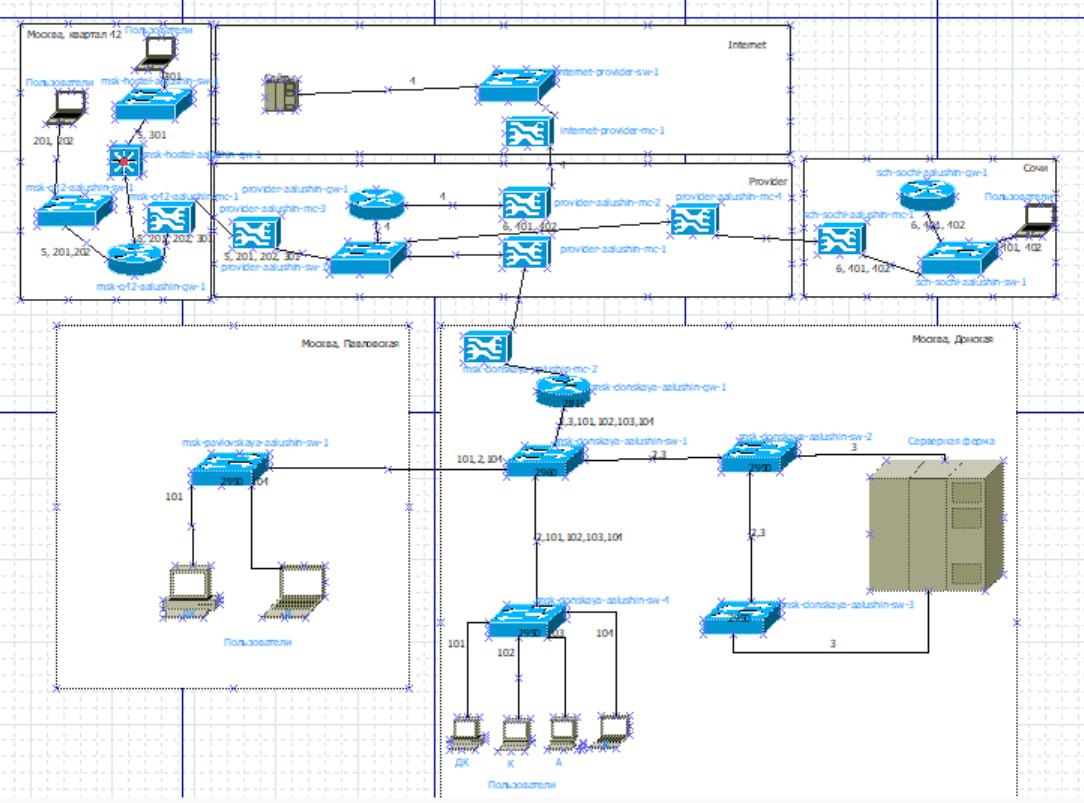 Москва, квартал 42
Пользователи
301
Пользователи
msk-hostel-aalushin-sw-1
201, 202
5, 301
msk-hostel-aalushin-gw-1
msk-q42-aalushin-sw-1
msk-q42-aalushin-mc-1
5, 201, 202, 301
5, 201,202
msk-q42-aalushin-gw-1
Internet
4
internet-provider-sw-1
internet-provider-mc-1
4
Provider
provider-aalushin-gw-1
4
provider-aalushin-mc-2
provider-aalushin-mc-4
provider-aalushin-mc-3
4
6, 401, 402
provider-aalushin-mc-1
5, 201, 202, 301
provider-aalushin-sw-1
Сочи
sch-sochi-aalushin-gw-1
Пользователи
sch-sochi-aalushin-mc-1
6, 401, 402
401, 402
6, 401, 402
sch-sochi-aalushin-sw-1
Москва, Павловская
msk-pavlovskaya-aalushin-sw-1
2950
104
101
Пользователи
Москва, Донская
msk-donskaya-aalushin-mc-2
msk-donskaya-aalushin-gw-1
2811
2,3,101,102,103,104
msk-donskaya-aalushin-sw-1
msk-donskaya-aalushin-sw-2
Серверная ферма
101,2,104
2960
2,3
2950
3
2,101,102,103,104
2,3
msk-donskaya-aalushin-sw-4
msk-donskaya-aalushin-sw-3
2950
103
104
2950
101
102
3
ДК
К
А
Пользователи